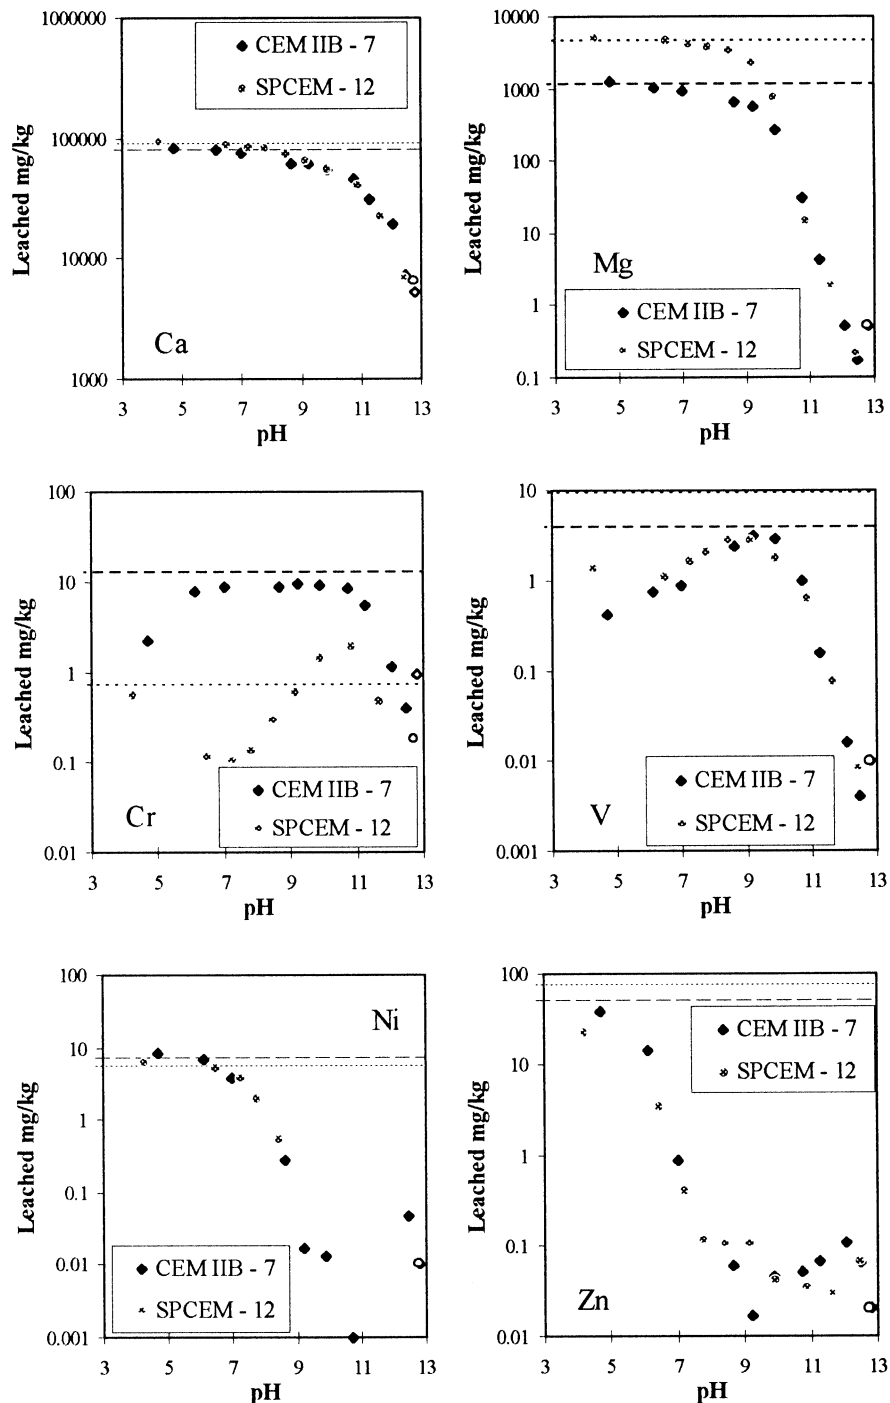 1000000
100000
10000
1000
Leached mg/kg
CEM IIB - 7
SPCEM - 12
Ca
3 5 7 9 11 13
pH
10000
1000
100
10
1
0.1
Leached mg/kg
Mg
CEM IIB - 7
SPCEM - 12
3 5 7 9 11 13
pH
100
10
1
0.1
0.01
Leached mg/kg
Cr
CEM IIB - 7
SPCEM - 12
3 5 7 9 11 13
pH
10
1
0.1
0.01
0.001
Leached mg/kg
V
CEM IIB - 7
SPCEM - 12
3 5 7 9 11 13
pH
100
10
1
0.1
0.01
0.001
Leached mg/kg
Ni
CEM IIB - 7
SPCEM - 12
3 5 7 9 11 13
pH
100
10
1
0.1
0.01
Leached mg/kg
CEM IIB - 7
SPCEM - 12
Zn
3 5 7 9 11 13
pH